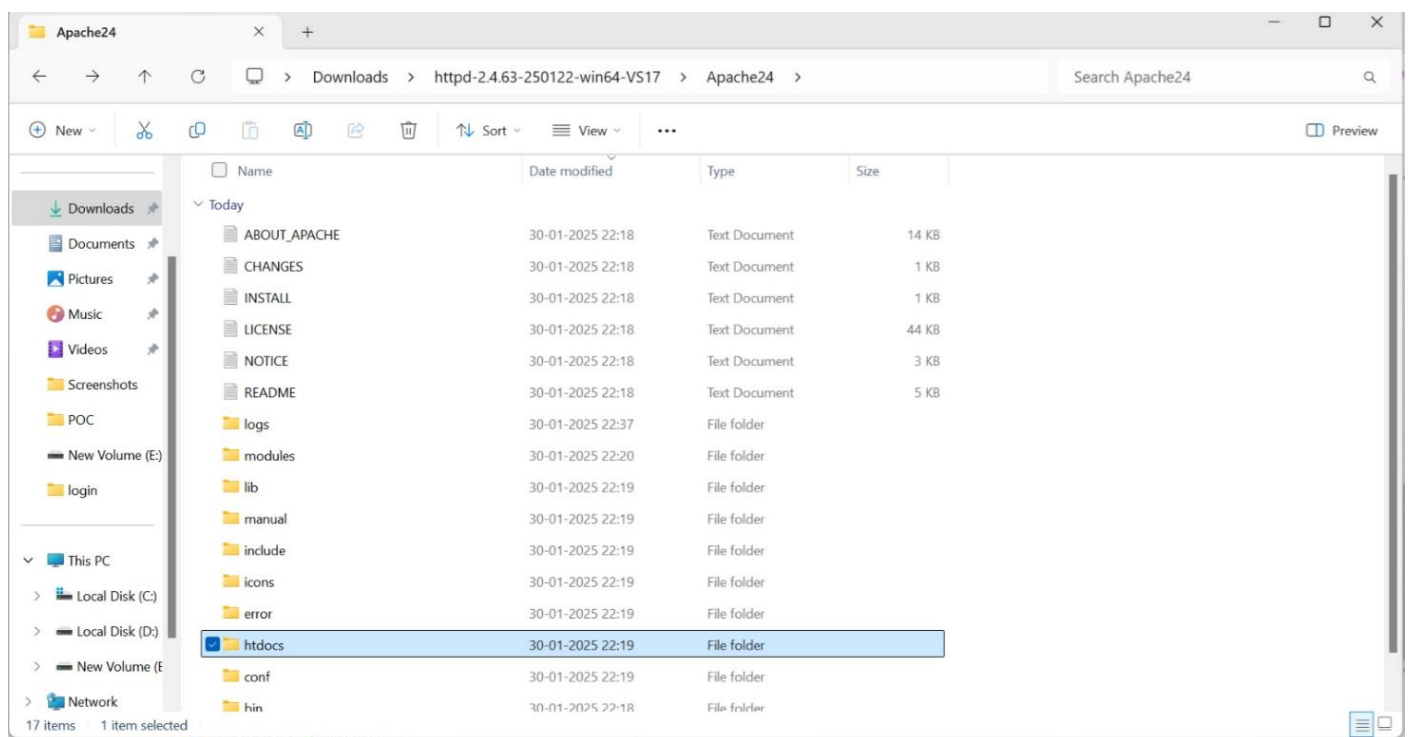 Apache24
Downloads > httpd-2.4.63-250122-win64-VS17 > Apache24 >
Search Apache24
New
Sort
View
Preview
Name Date modified Type Size
Downloads
Documents
Pictures
Music
Videos
Screenshots
POC
New Volume (E:)
login
This PC
Local Disk (C:)
Local Disk (D:)
New Volume (E
Network
Today
ABOUT_APACHE 30-01-2025 22:18 Text Document 14 KB
CHANGES 30-01-2025 22:18 Text Document 1 KB
INSTALL 30-01-2025 22:18 Text Document 1 KB
LICENSE 30-01-2025 22:18 Text Document 44 KB
NOTICE 30-01-2025 22:18 Text Document 3 KB
README 30-01-2025 22:18 Text Document 5 KB
logs 30-01-2025 22:37 File folder
modules 30-01-2025 22:20 File folder
lib 30-01-2025 22:19 File folder
manual 30-01-2025 22:19 File folder
include 30-01-2025 22:19 File folder
icons 30-01-2025 22:19 File folder
error 30-01-2025 22:19 File folder
htdocs 30-01-2025 22:19 File folder
conf 30-01-2025 22:19 File folder
bin 30-01-2025 22:18 File folder
17 items 1 item selected